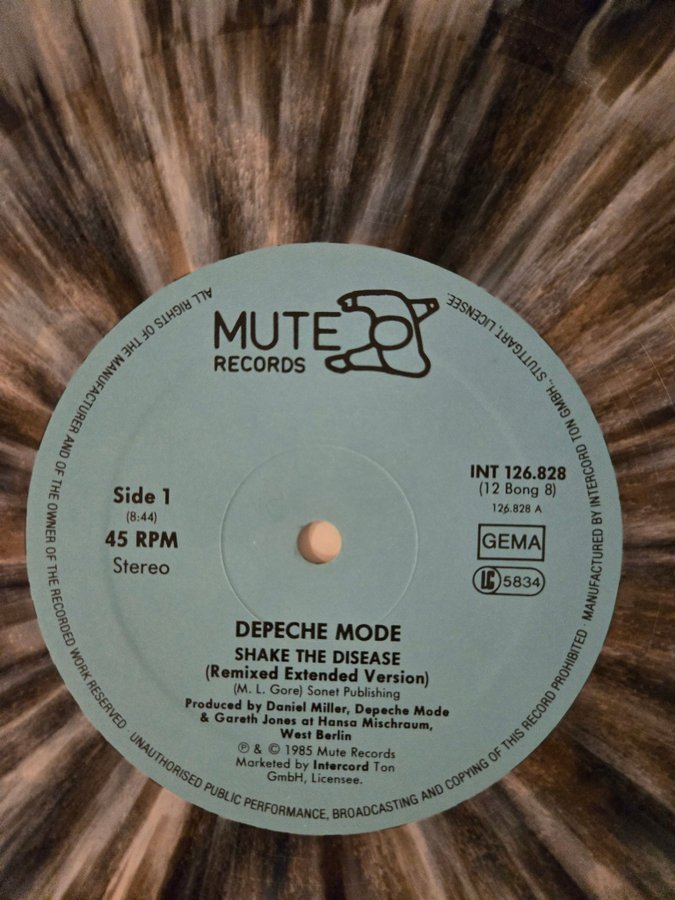 MUTE
RECORDS
Side 1
(8:44)
45 RPM
Stereo
INT 126.828
(12 Bong 8)
126.828 A
GEMA
LC 5834
DEPECHE MODE
SHAKE THE DISEASE
(Remixed Extended Version)
(M. L. Gore) Sonet Publishing
Produced by Daniel Miller, Depeche Mode
& Gareth Jones at Hansa Mischraum,
West Berlin
℗ & © 1985 Mute Records
Marketed by Intercord Ton
GmbH, Licensee.
ALL RIGHTS OF THE MANUFACTURER AND OF THE OWNER OF THE RECORDED WORK RESERVED · UNAUTHORISED PUBLIC PERFORMANCE, BROADCASTING AND COPYING OF THIS RECORD PROHIBITED · MANUFACTURED BY INTERCORD TON GMBH., STUTTGART, LICENSEE.